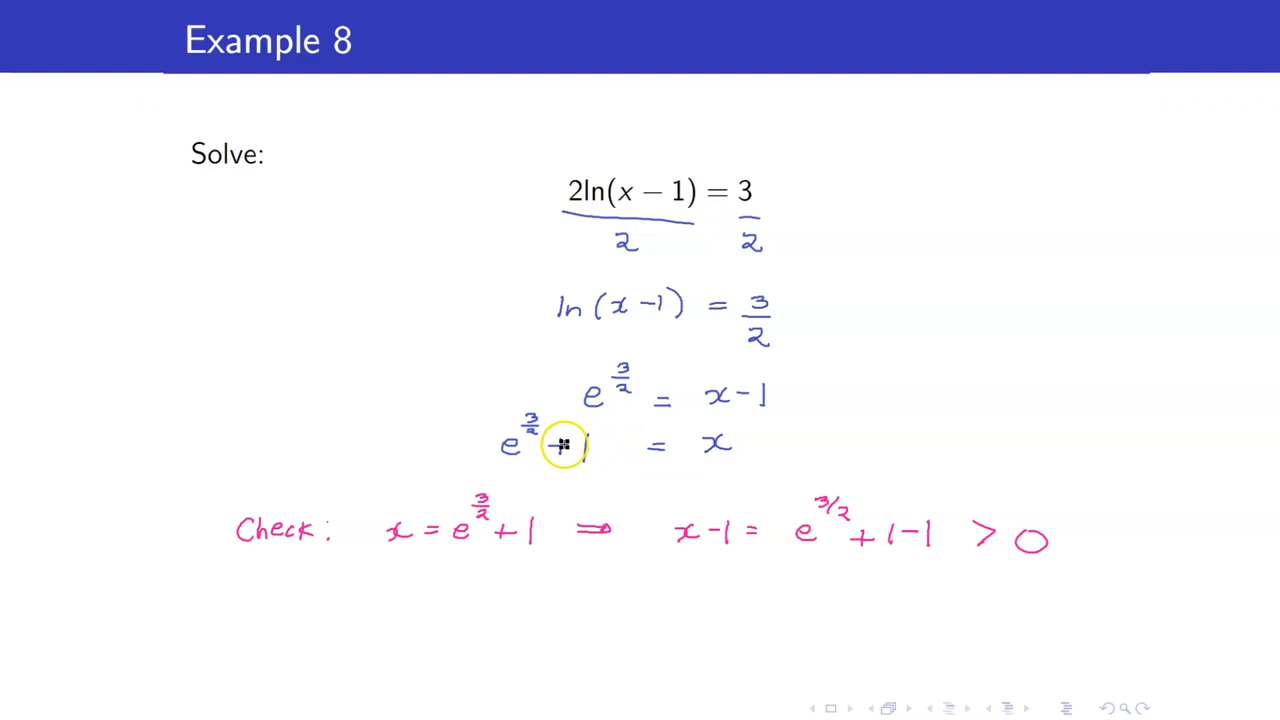 Example 8
Solve:
2ln(x − 1) = 3
2 2
ln(x − 1) = 3/2
e^{3/2} = x − 1
e^{3/2} + 1 = x
Check: x = e^{3/2} + 1 ⇒ x − 1 = e^{3/2} + 1 − 1 > 0